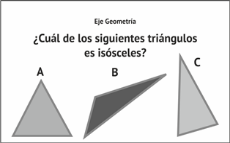 Eje Geometría
¿Cuál de los siguientes triángulos
es isósceles?
A
B
C